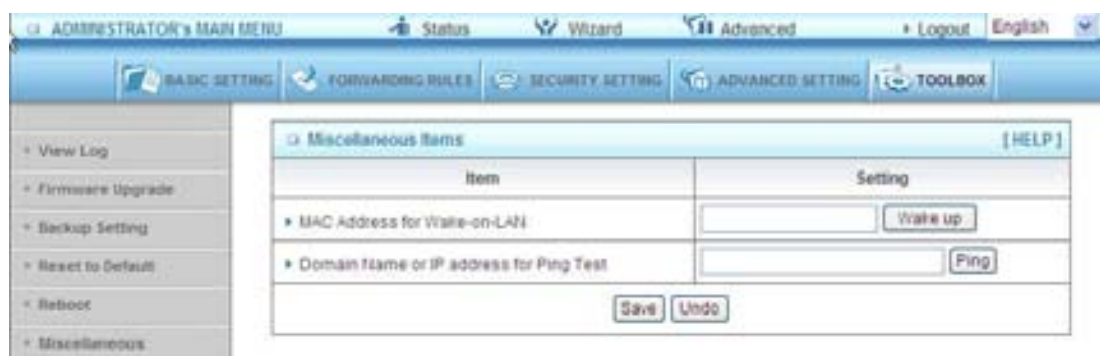 ADMINISTRATOR's MAIN MENU Status Wizard Advanced Logout English
BASIC SETTING FORWARDING RULES SECURITY SETTING ADVANCED SETTING TOOLBOX
View Log
Firmware Upgrade
Backup Setting
Reset to Default
Reboot
Miscellaneous
Miscellaneous Items [HELP]
Item Setting
MAC Address for Wake-on-LAN Wake up
Domain Name or IP address for Ping Test Ping
Save Undo